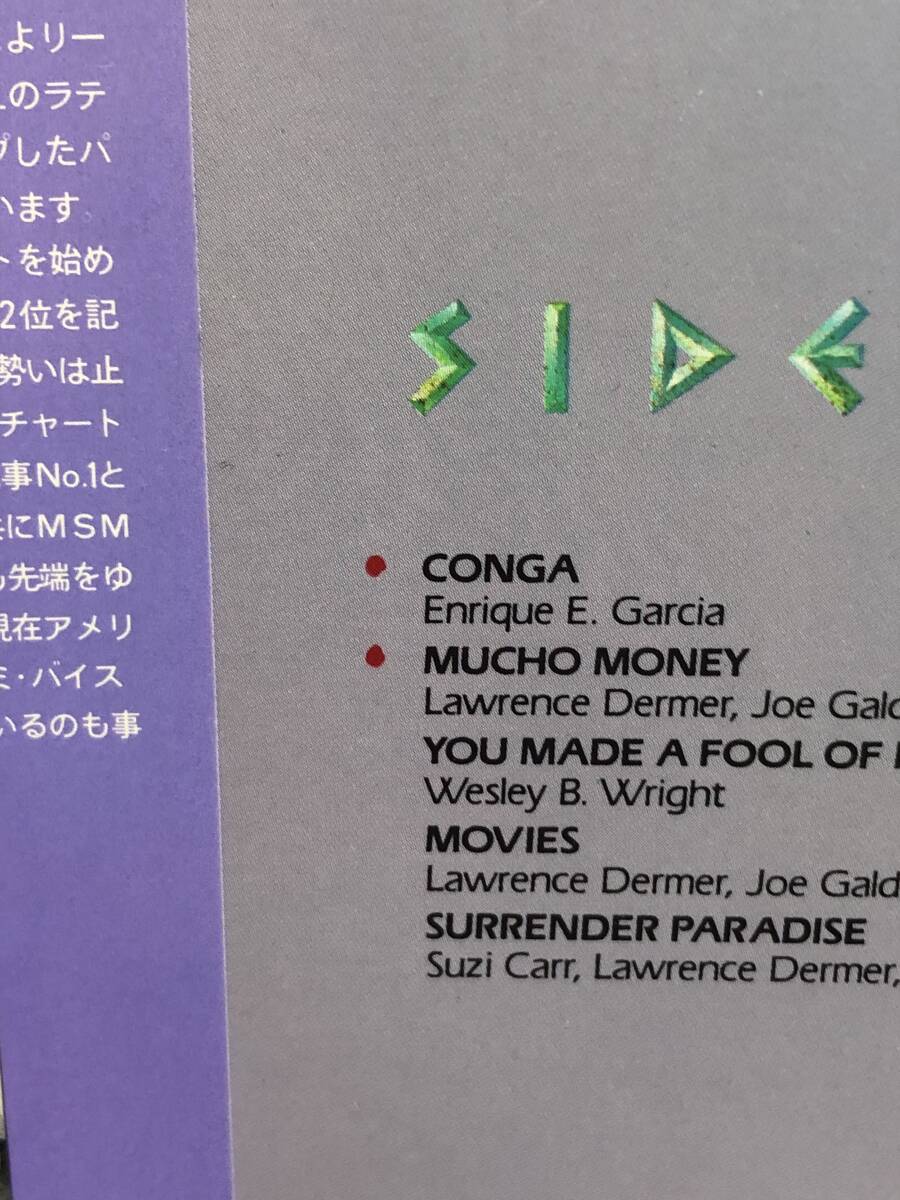 よリー
のラテ
したパ
います
トを始め
2位を記
勢いは止
チャート
事No.1と
にMSM
先端をゆ
現在アメリ
ミ・バイス
いるのも事
SIDE
• CONGA
Enrique E. Garcia
• MUCHO MONEY
Lawrence Dermer, Joe Gald
YOU MADE A FOOL OF
Wesley B. Wright
MOVIES
Lawrence Dermer, Joe Gald
SURRENDER PARADISE
Suzi Carr, Lawrence Dermer,